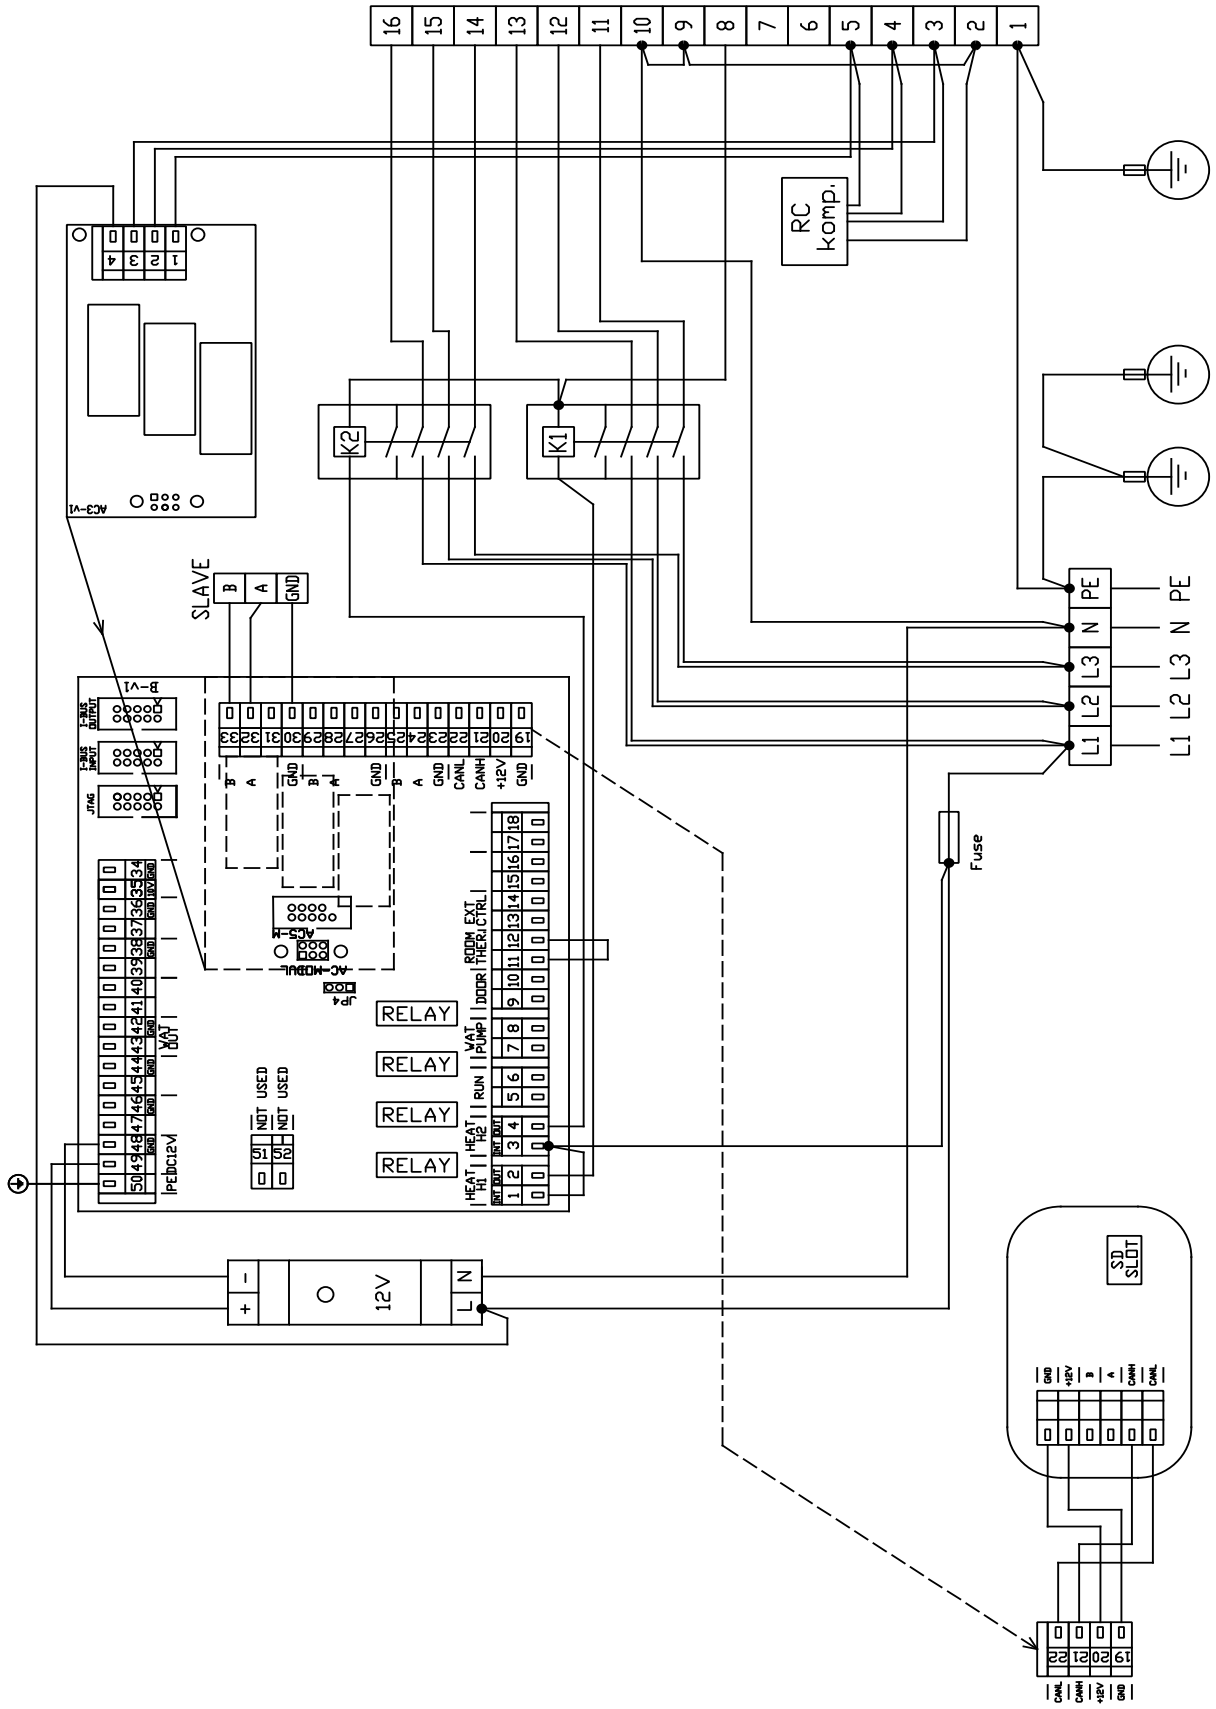 16 15 14 13 12 11 10 9 8 7 6 5 4 3 2 1
RC
komp.
4 3 2 1
AC3-v1
K2
K1
SLAVE
B
A
GND
PE
N
L3
L2
L1
PE
N
L3
L2
L1
Fuse
B-v1
I-BUS
OUTPUT
I-BUS
INPUT
JTAG
33 32 31 30 29 28 27 26 25 24 23 22 21 20 19
B
A
GND
B
A
GND
B
A
GND
CANL
CANH
+12V
GND
34 35 36 37 38 39 40 41 42 43 44 45 46 47 48 49 50
GND
10V
GND
GND
GND
GND
GND
GND
WAT
OUT
DC12V
PE
AC5-M
AC-MODUL
JP4
RELAY
RELAY
RELAY
RELAY
NOT USED
NOT USED
51
52
18 17 16 15 14 13 12 11 10 9 8 7 6 5 4 3 2 1
EXT
CTRL
ROOM
THER.
DOOR
WAT
PUMP
RUN
HEAT
H2
HEAT
H1
OUT
INT
OUT
INT
- +
12V
N
L
SD
SLOT
GND
+12V
B
A
CANH
CANL
22
21
20
19
CANL
CANH
+12V
GND